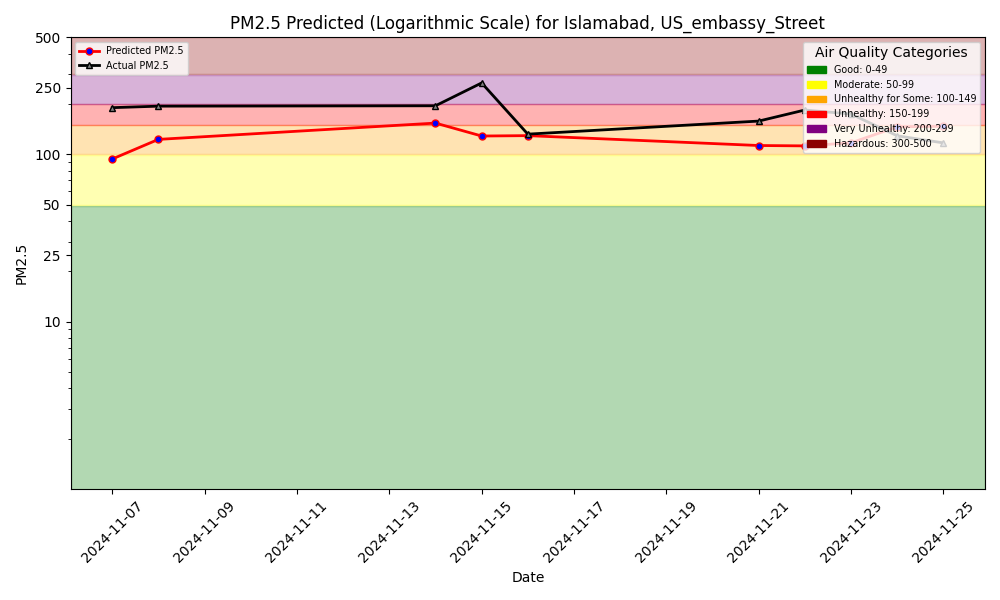 PM2.5 Predicted (Logarithmic Scale) for Islamabad, US_embassy_Street
500
250
100
50
25
10
PM2.5
Predicted PM2.5
Actual PM2.5
Air Quality Categories
Good: 0-49
Moderate: 50-99
Unhealthy for Some: 100-149
Unhealthy: 150-199
Very Unhealthy: 200-299
Hazardous: 300-500
2024-11-07
2024-11-09
2024-11-11
2024-11-13
2024-11-15
2024-11-17
2024-11-19
2024-11-21
2024-11-23
2024-11-25
Date